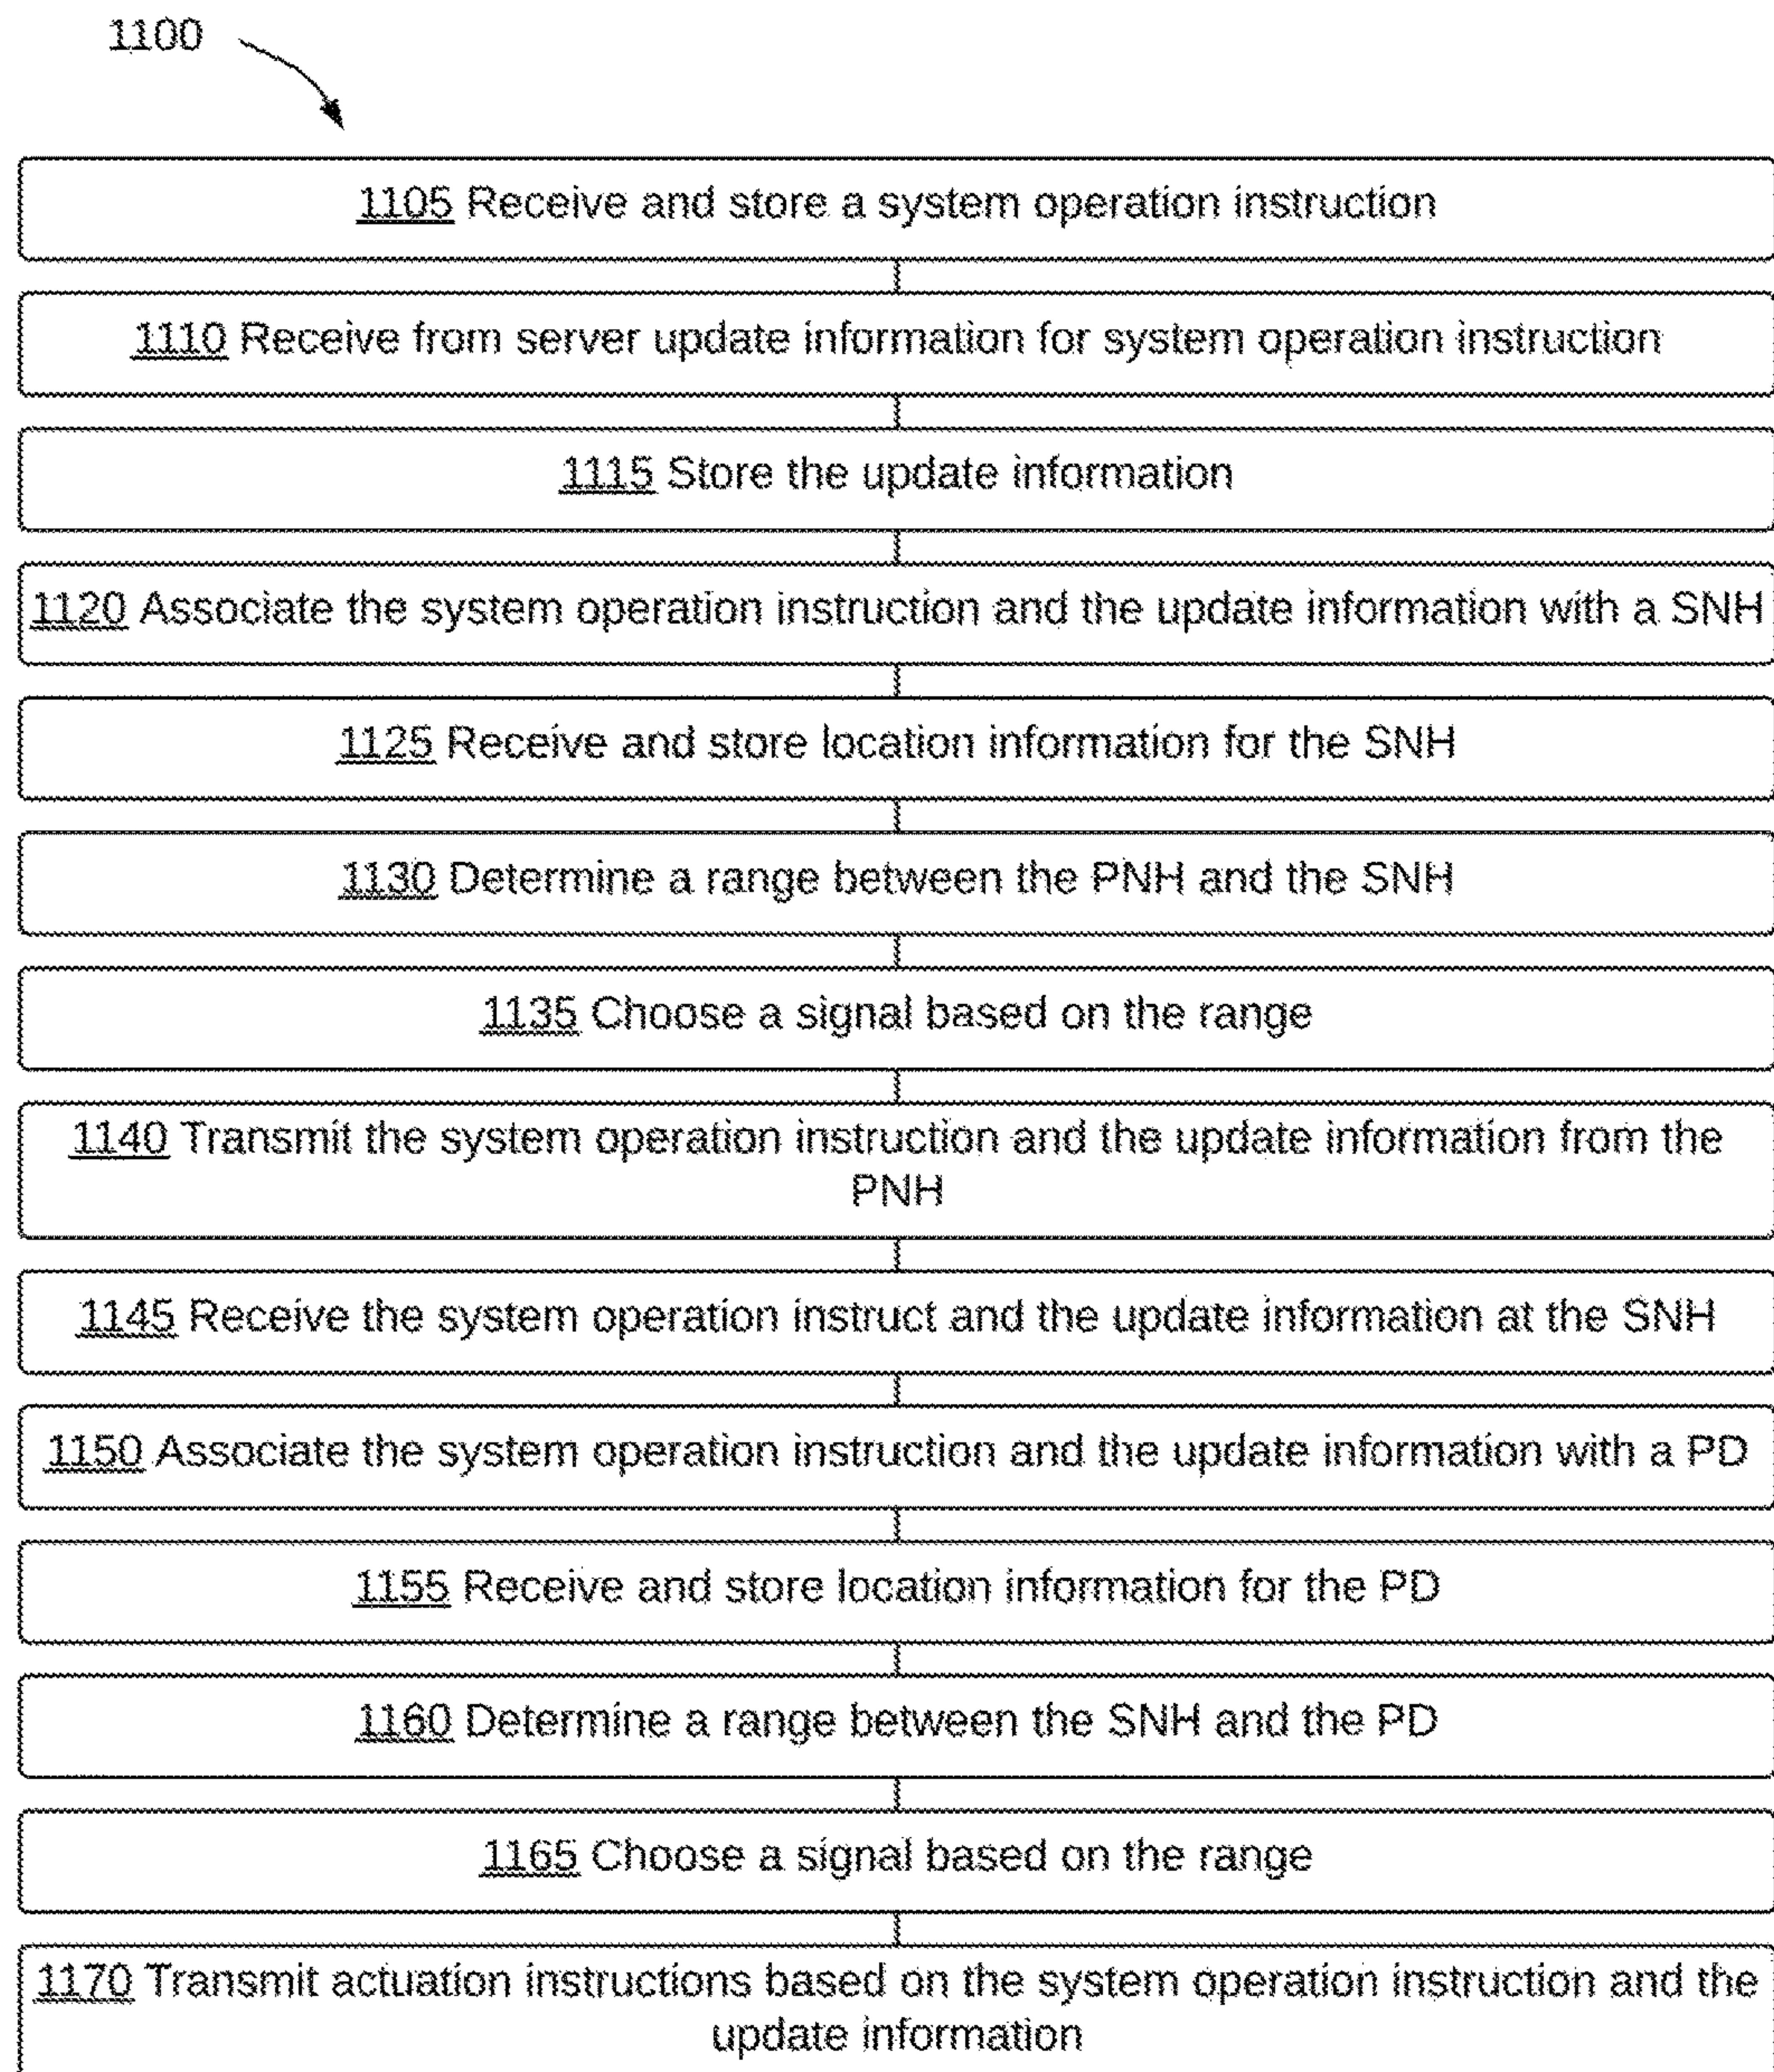 1100
1105 Receive and store a system operation instruction
1110 Receive from server update information for system operation instruction
1115 Store the update information
1120 Associate the system operation instruction and the update information with a SNH
1125 Receive and store location information for the SNH
1130 Determine a range between the PNH and the SNH
1135 Choose a signal based on the range
1140 Transmit the system operation instruction and the update information from the
PNH
1145 Receive the system operation instruct and the update information at the SNH
1150 Associate the system operation instruction and the update information with a PD
1155 Receive and store location information for the PD
1160 Determine a range between the SNH and the PD
1165 Choose a signal based on the range
1170 Transmit actuation instructions based on the system operation instruction and the
update information